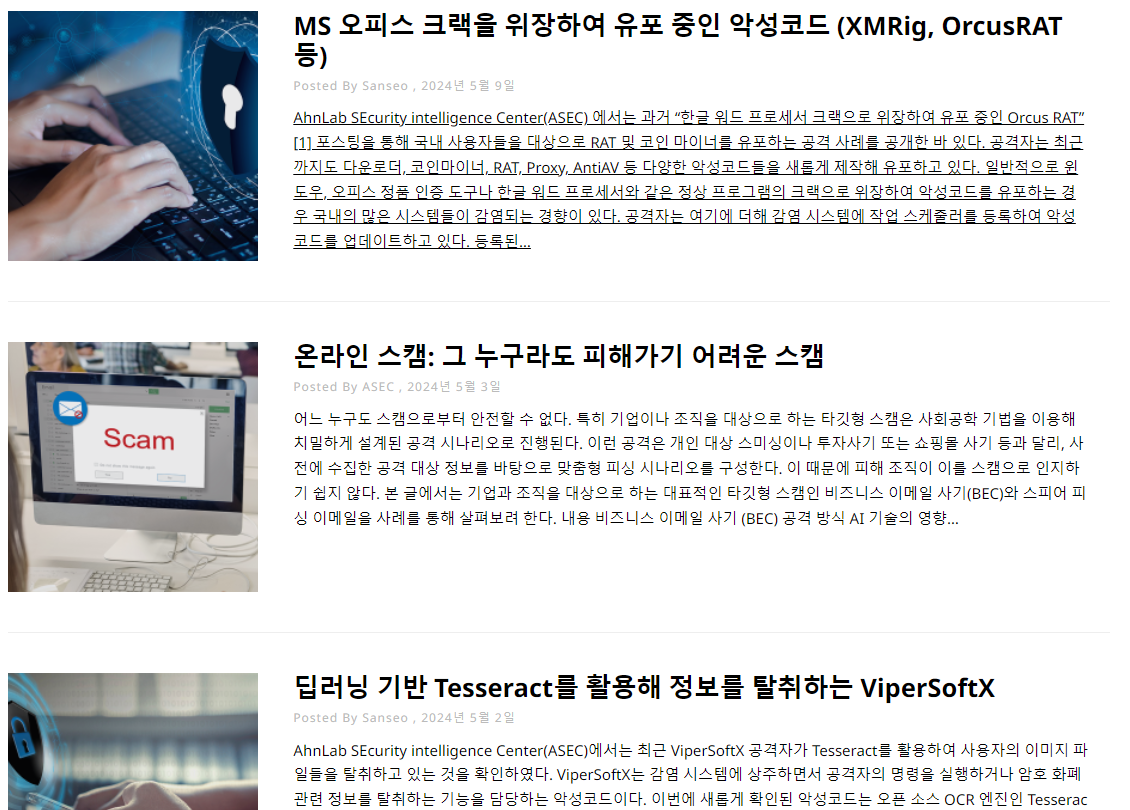 MS 오피스 크랙을 위장하여 유포 중인 악성코드 (XMRig, OrcusRAT
등)
Posted By Sanseo , 2024년 5월 9일
AhnLab SEcurity intelligence Center(ASEC) 에서는 과거 “한글 워드 프로세서 크랙으로 위장하여 유포 중인 Orcus RAT”
[1] 포스팅을 통해 국내 사용자들을 대상으로 RAT 및 코인 마이너를 유포하는 공격 사례를 공개한 바 있다. 공격자는 최근
까지도 다운로더, 코인마이너, RAT, Proxy, AntiAV 등 다양한 악성코드들을 새롭게 제작해 유포하고 있다. 일반적으로 윈
도우, 오피스 정품 인증 도구나 한글 워드 프로세서와 같은 정상 프로그램의 크랙으로 위장하여 악성코드를 유포하는 경
우 국내의 많은 시스템들이 감염되는 경향이 있다. 공격자는 여기에 더해 감염 시스템에 작업 스케줄러를 등록하여 악성
코드를 업데이트하고 있다. 등록된...
온라인 스캠: 그 누구라도 피해가기 어려운 스캠
Posted By ASEC , 2024년 5월 3일
Scam
어느 누구도 스캠으로부터 안전할 수 없다. 특히 기업이나 조직을 대상으로 하는 타깃형 스캠은 사회공학 기법을 이용해
치밀하게 설계된 공격 시나리오로 진행된다. 이런 공격은 개인 대상 스미싱이나 투자사기 또는 쇼핑몰 사기 등과 달리, 사
전에 수집한 공격 대상 정보를 바탕으로 맞춤형 피싱 시나리오를 구성한다. 이 때문에 피해 조직이 이를 스캠으로 인지하
기 쉽지 않다. 본 글에서는 기업과 조직을 대상으로 하는 대표적인 타깃형 스캠인 비즈니스 이메일 사기(BEC)와 스피어 피
싱 이메일을 사례를 통해 살펴보려 한다. 내용 비즈니스 이메일 사기 (BEC) 공격 방식 AI 기술의 영향...
딥러닝 기반 Tesseract를 활용해 정보를 탈취하는 ViperSoftX
Posted By Sanseo , 2024년 5월 2일
AhnLab SEcurity intelligence Center(ASEC)에서는 최근 ViperSoftX 공격자가 Tesseract를 활용하여 사용자의 이미지 파
일들을 탈취하고 있는 것을 확인하였다. ViperSoftX는 감염 시스템에 상주하면서 공격자의 명령을 실행하거나 암호 화폐
관련 정보를 탈취하는 기능을 담당하는 악성코드이다. 이번에 새롭게 확인된 악성코드는 오픈 소스 OCR 엔진인 Tesserac